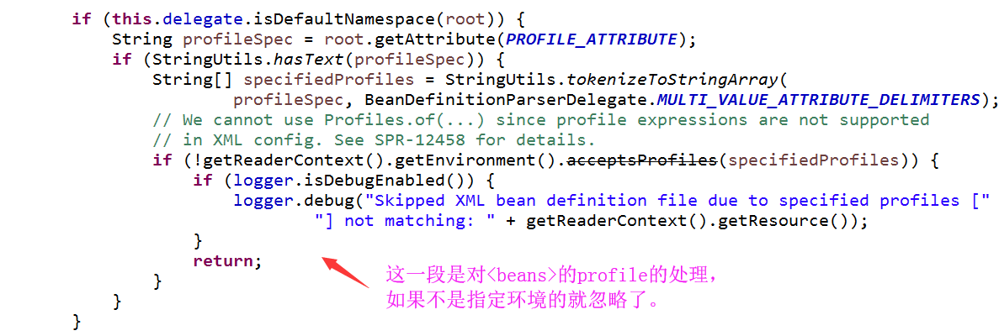 if (this.delegate.isDefaultNamespace(root)) {
String profileSpec = root.getAttribute(PROFILE_ATTRIBUTE);
if (StringUtils.hasText(profileSpec)) {
String[] specifiedProfiles = StringUtils.tokenizeToStringArray(
profileSpec, BeanDefinitionParserDelegate.MULTI_VALUE_ATTRIBUTE_DELIMITERS);
// We cannot use Profiles.of(...) since profile expressions are not supported
// in XML config. See SPR-12458 for details.
if (!getReaderContext().getEnvironment().acceptsProfiles(specifiedProfiles)) {
if (logger.isDebugEnabled()) {
logger.debug("Skipped XML bean definition file due to specified profiles ["
"] not matching: " + getReaderContext().getResource());
}
return;
}
}
}
这一段是对<beans>的profile的处理，
如果不是指定环境的就忽略了。